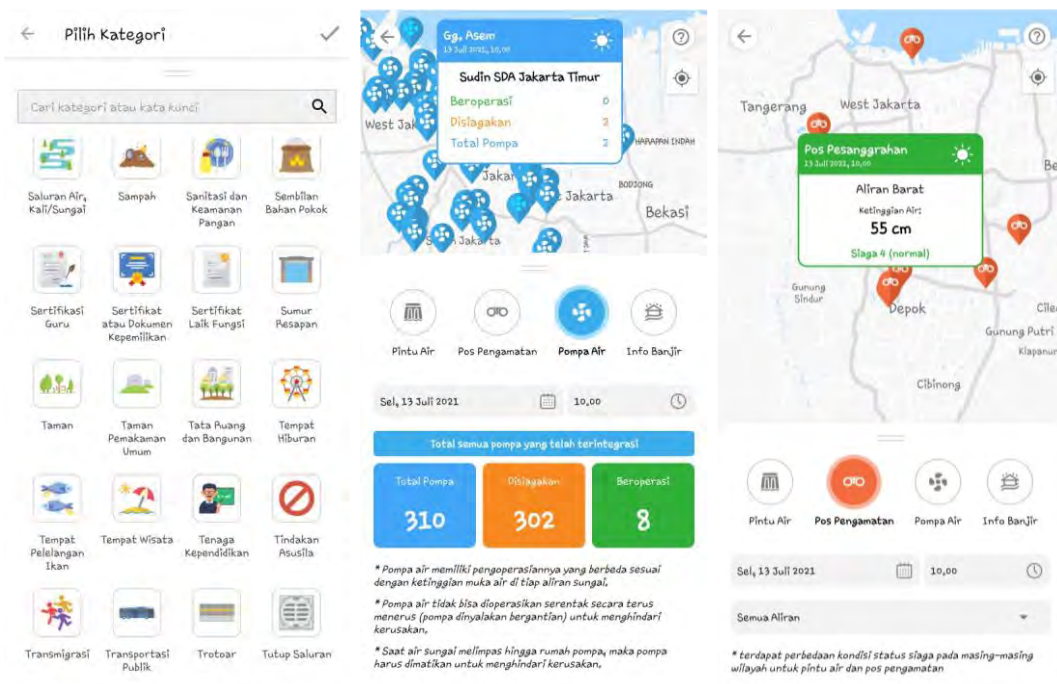 Pilih Kategori
Cari kategori atau kata kunci
Saluran Air,
Kali/Sungai
Sampah
Sanitasi dan
Keamanan
Pangan
Sembilan
Bahan Pokok
Sertifikasi
Guru
Sertifikat
atau Dokumen
Kepemilikan
Sertifikat
Laik Fungsi
Sumur
Resapan
Taman
Taman
Pemakaman
Umum
Tata Ruang
dan Bangunan
Tempat
Hiburan
Tempat
Pelelangan
Ikan
Tempat Wisata
Tenaga
Kependidikan
Tindakan
Asusila
Transmigrasi
Transportasi
Publik
Trotoar
Tutup Saluran
Gg. Asem
13 Juli 2021, 10.00
Sudin SDA Jakarta Timur
Beroperasi 0
Disiagakan 2
Total Pompa 2
West Jak
HARAPAN INDAH
Jakar
t Jakarta
BODJONG
Bekasi
Jakarta
Pintu Air
Pos Pengamatan
Pompa Air
Info Banjir
Sel, 13 Juli 2021
10.00
Total semua pompa yang telah terintegrasi
Total Pompa
310
Disiagakan
302
Beroperasi
8
* Pompa air memiliki pengoperasiannya yang berbeda sesuai
dengan ketinggian muka air di tiap aliran sungai.
* Pompa air tidak bisa dioperasikan serentak secara terus
menerus (pompa dinyalakan bergantian) untuk menghindari
kerusakan.
* Saat air sungai melimpas hingga rumah pompa, maka pompa
harus dimatikan untuk menghindari kerusakan.
Tangerang
West Jakarta
Be
Pos Pesanggrahan
13 Juli 2021, 10.00
Aliran Barat
Ketinggian Air:
55 cm
Siaga 4 (normal)
Gunung
Sindur
Depok
Cile
Gunung Putri
Klapanun
Cibinong
Pintu Air
Pos Pengamatan
Pompa Air
Info Banjir
Sel, 13 Juli 2021
10.00
Semua Aliran
* terdapat perbedaan kondisi status siaga pada masing-masing
wilayah untuk pintu air dan pos pengamatan